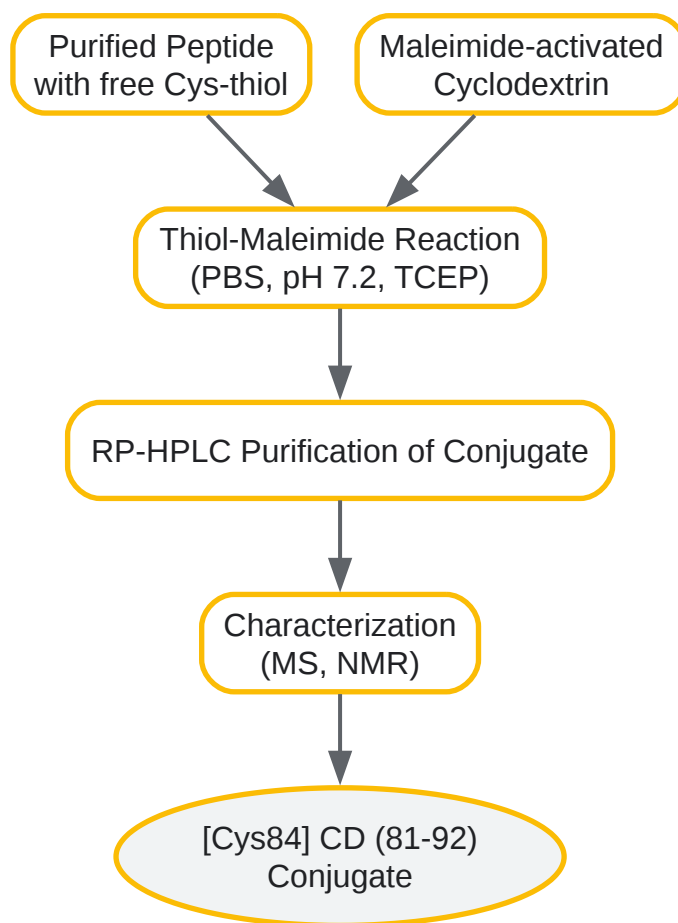 Purified Peptide
with free Cys-thiol
Maleimide-activated
Cyclodextrin
Thiol-Maleimide Reaction
(PBS, pH 7.2, TCEP)
RP-HPLC Purification of Conjugate
Characterization
(MS, NMR)
[Cys84] CD (81-92)
Conjugate